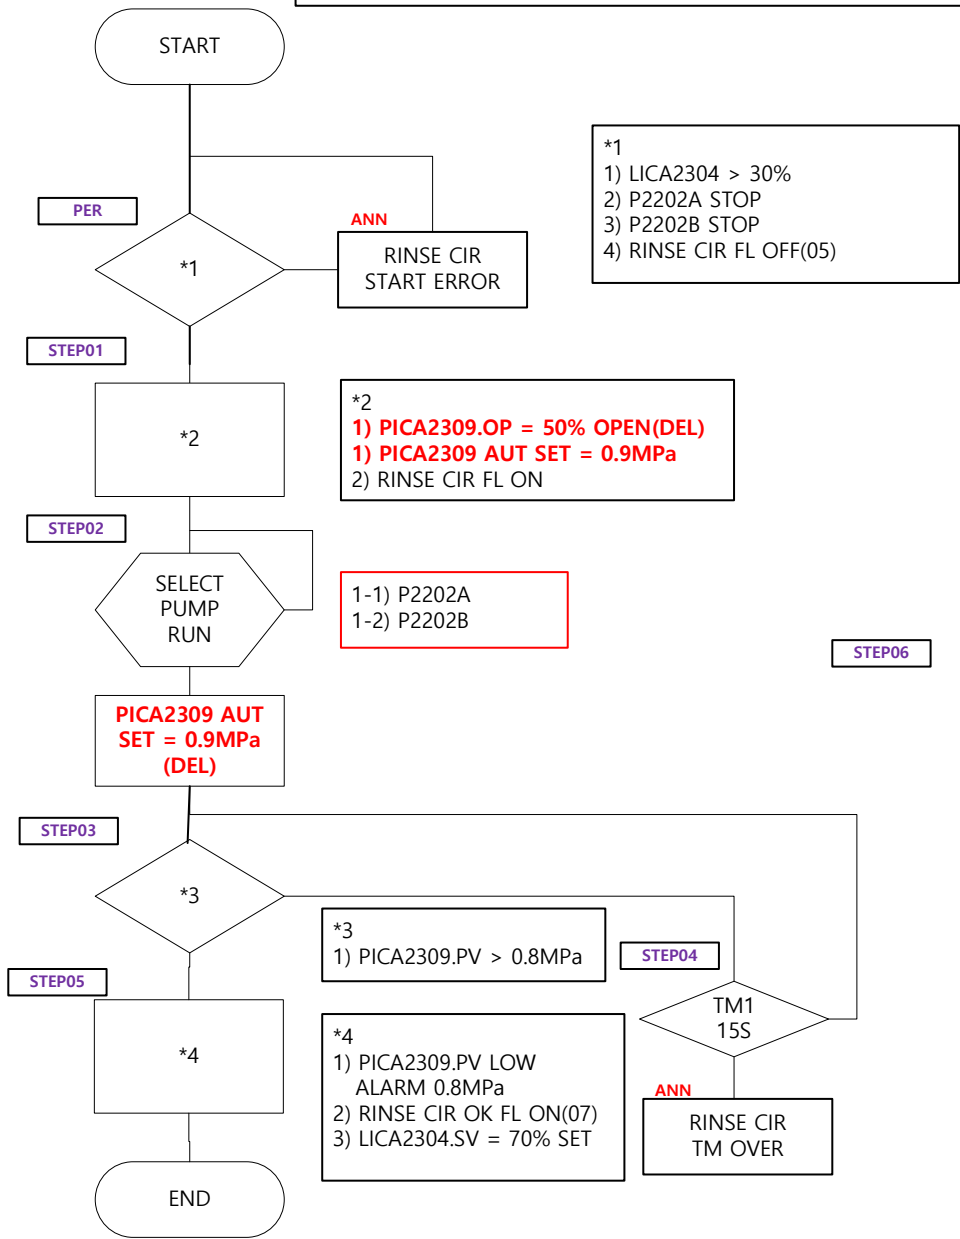 START
*1
1) LICA2304 > 30%
2) P2202A STOP
3) P2202B STOP
4) RINSE CIR FL OFF(05)
PER
ANN
*1
RINSE CIR
START ERROR
STEP01
*2
*2
1) PICA2309.OP = 50% OPEN(DEL)
1) PICA2309 AUT SET = 0.9MPa
2) RINSE CIR FL ON
STEP02
SELECT
PUMP
RUN
1-1) P2202A
1-2) P2202B
STEP06
PICA2309 AUT
SET = 0.9MPa
(DEL)
STEP03
*3
*3
1) PICA2309.PV > 0.8MPa
STEP04
STEP05
TM1
15S
*4
*4
1) PICA2309.PV LOW
ALARM 0.8MPa
2) RINSE CIR OK FL ON(07)
3) LICA2304.SV = 70% SET
ANN
RINSE CIR
TM OVER
END